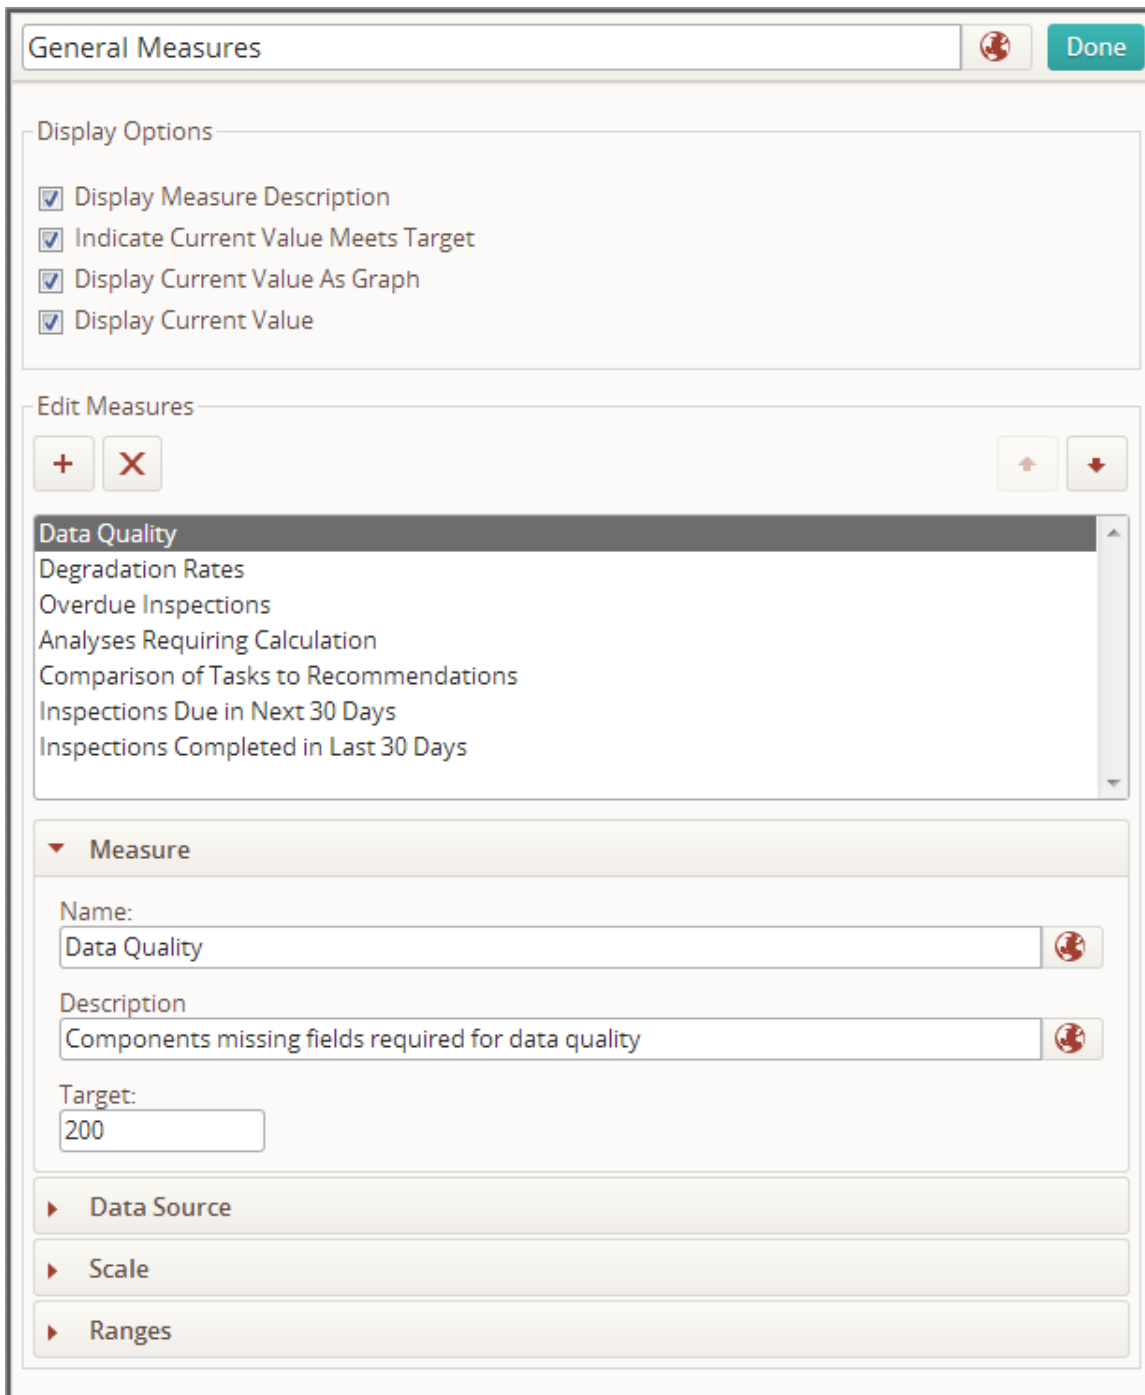 General Measures
Done
Display Options
Display Measure Description
Indicate Current Value Meets Target
Display Current Value As Graph
Display Current Value
Edit Measures
Data Quality
Degradation Rates
Overdue Inspections
Analyses Requiring Calculation
Comparison of Tasks to Recommendations
Inspections Due in Next 30 Days
Inspections Completed in Last 30 Days
Measure
Name:
Data Quality
Description
Components missing fields required for data quality
Target:
200
Data Source
Scale
Ranges